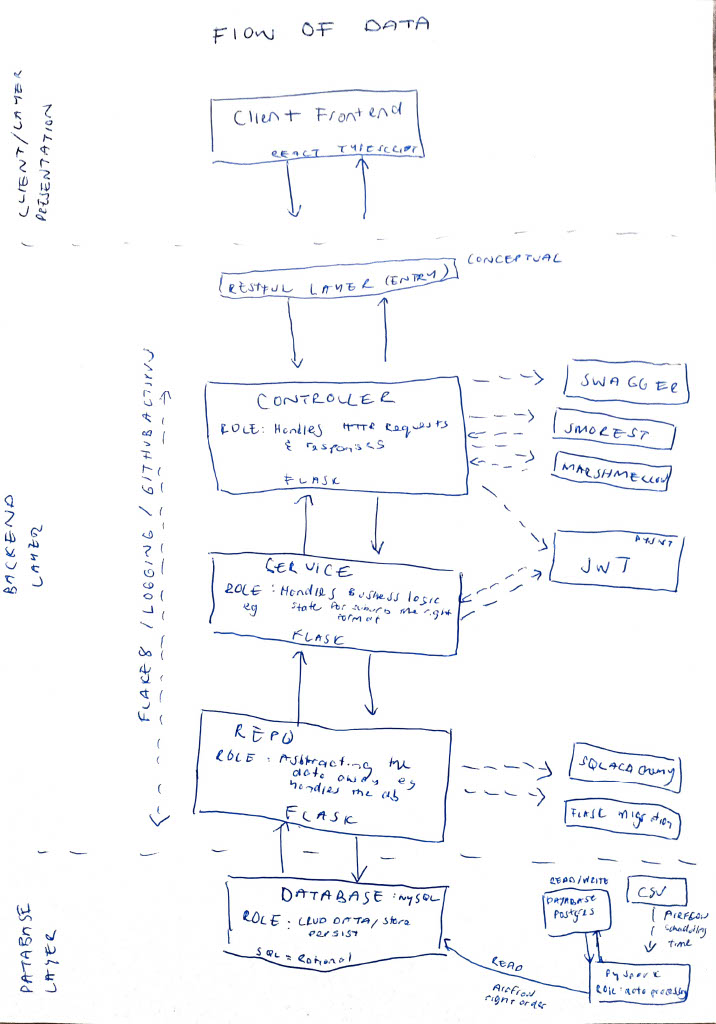 FLOW OF DATA
CLIENT/LAYER
PRESENTATION
Client Frontend
REACT TYPESCRIPT
RESTFUL LAYER (ENTRY)
CONCEPTUAL
BACKEND
LAYER
FLAKE8 / LOGGING / GITHUB ACTIONS
CONTROLLER
ROLE: Handles HTTP Requests
& responses
FLASK
SWAGGER
SMOREST
MARSHMELLOW
PYJWT
JWT
SERVICE
ROLE: Handles Business logic
eg state for the right
format
FLASK
REPO
ROLE: Abstracting the
data away eg
handles the db
FLASK
SQLALCHEMY
FLASK MIGRATION
DATABASE
LAYER
DATABASE: MYSQL
ROLE: CRUD DATA/store
persist
SQL = Rational
READ
Airflow
right order
READ/WRITE
DATABASE
Postgres
CSV
AIRFLOW
scheduling
Time
PySpark
Role: data processing